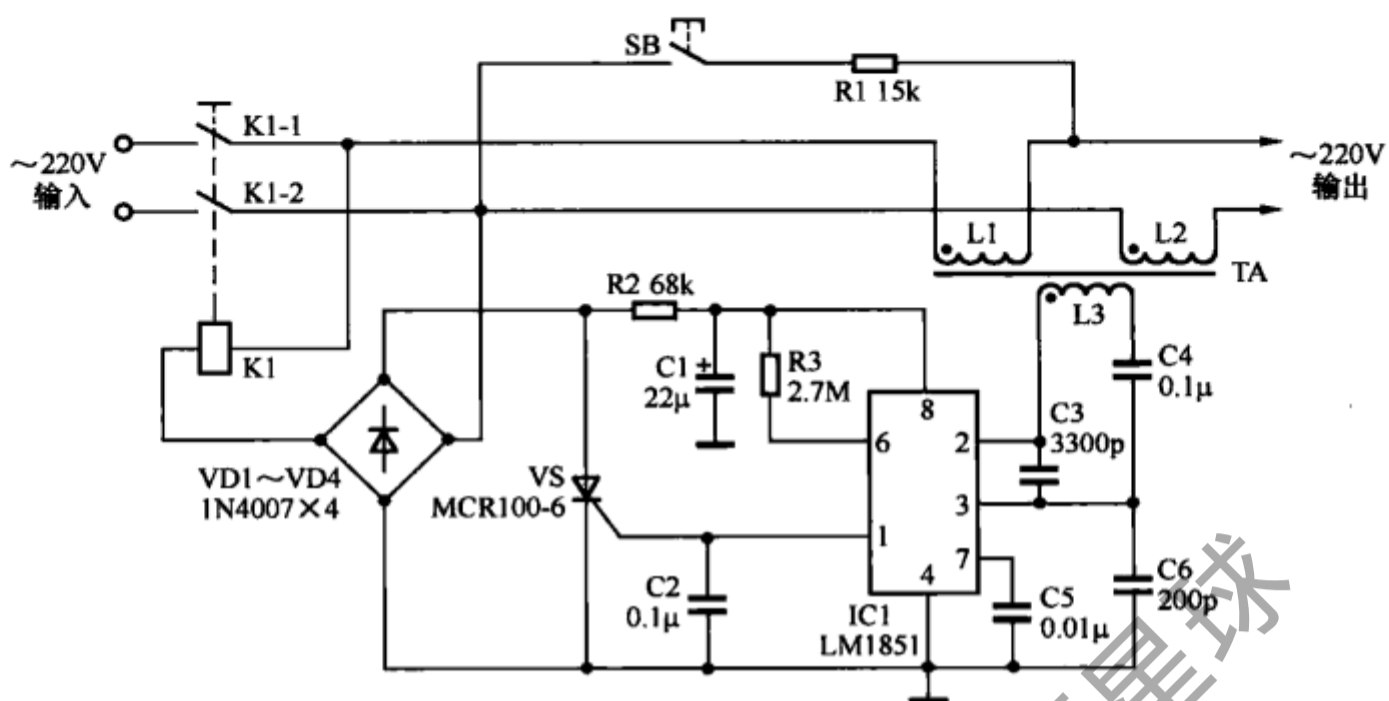 SB
R1 15k
K1-1
～220V
输入
K1-2
～220V
输出
L1
L2
TA
R2 68k
L3
K1
C1 +
22μ
R3
2.7M
C4
0.1μ
8
C3
3300p
6
2
VD1～VD4
1N4007×4
VS
MCR100-6
3
1
7
C2
0.1μ
4
C6
200p
C5
0.01μ
IC1
LM1851
星球